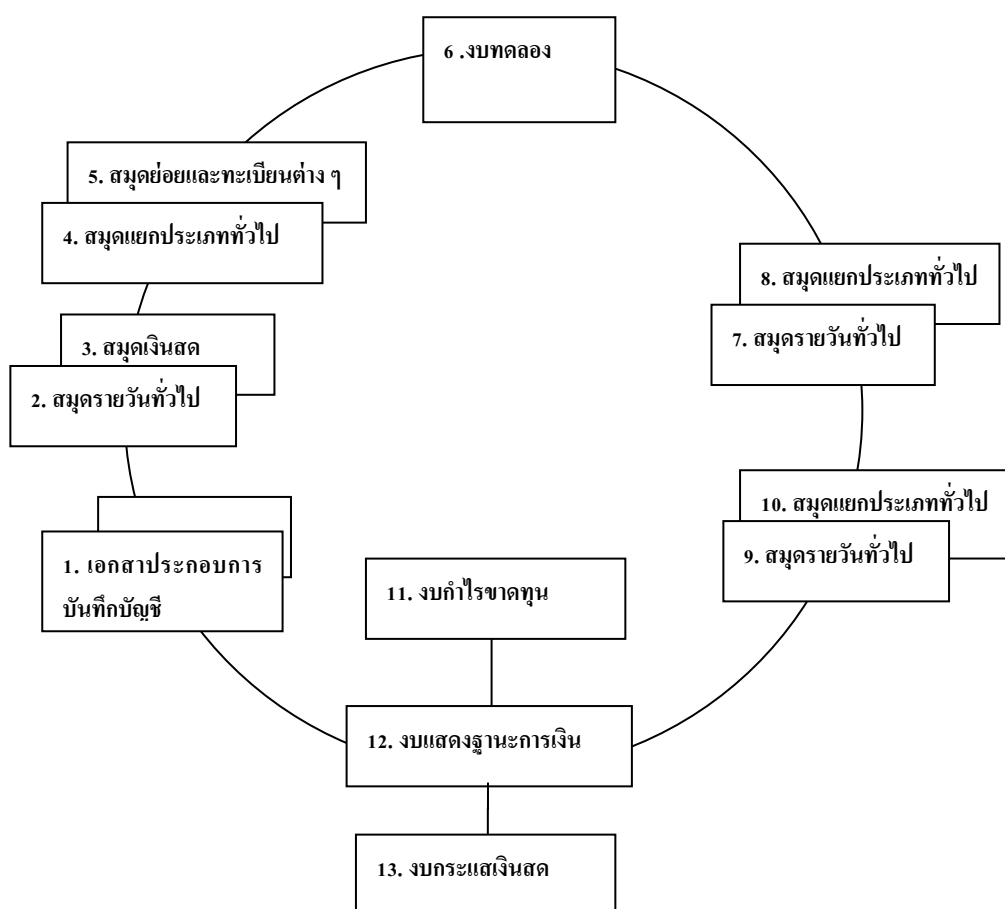 6 .งบทดลอง
5. สมุดย่อยและทะเบียนต่าง ๆ
4. สมุดแยกประเภททั่วไป
8. สมุดแยกประเภททั่วไป
7. สมุดรายวันทั่วไป
3. สมุดเงินสด
2. สมุดรายวันทั่วไป
10. สมุดแยกประเภททั่วไป
9. สมุดรายวันทั่วไป
1. เอกสาประกอบการ
บันทึกบัญชี
11. งบกำไรขาดทุน
12. งบแสดงฐานะการเงิน
13. งบกระแสเงินสด